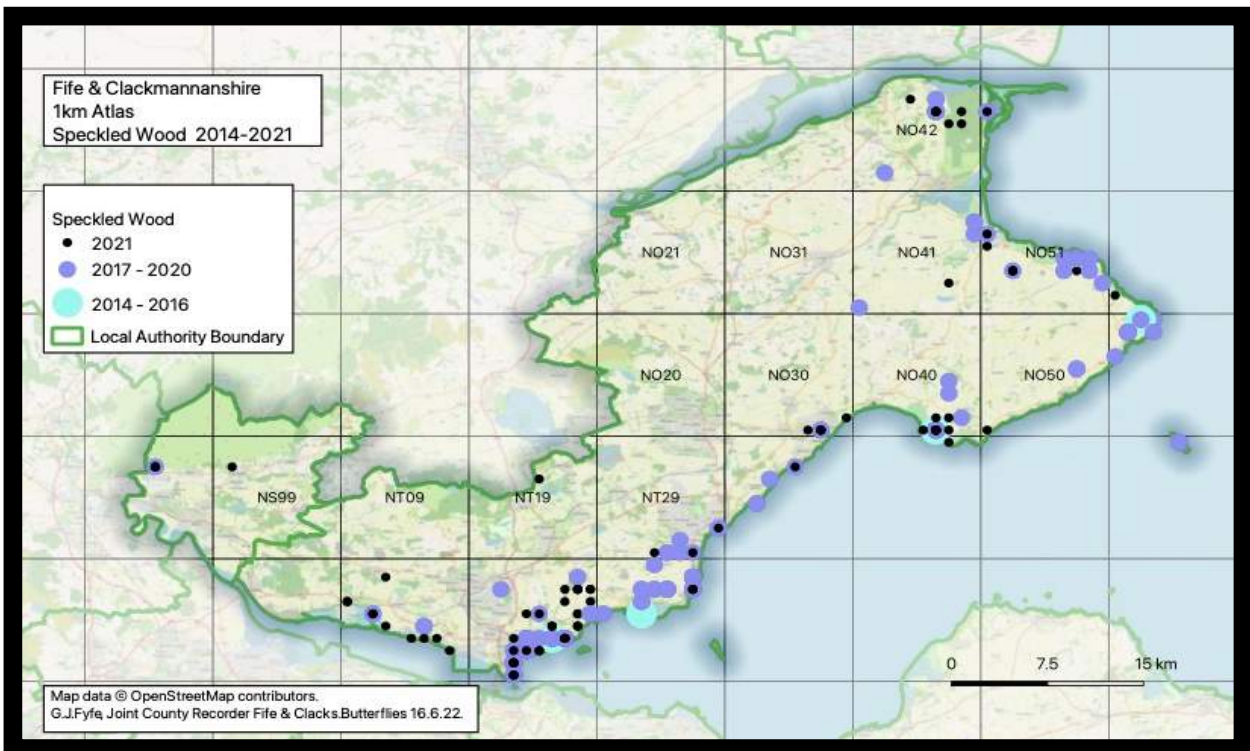 Fife & Clackmannanshire
1km Atlas
Speckled Wood 2014-2021
Speckled Wood
2021
2017 - 2020
2014 - 2016
Local Authority Boundary
NO42
NO21
NO31
NO41
NO51
NO20
NO30
NO40
NO50
NS99
NT09
NT19
NT29
0 7.5 15 km
Map data © OpenStreetMap contributors.
G.J.Fyfe, Joint County Recorder Fife & Clacks.Butterflies 16.6.22.